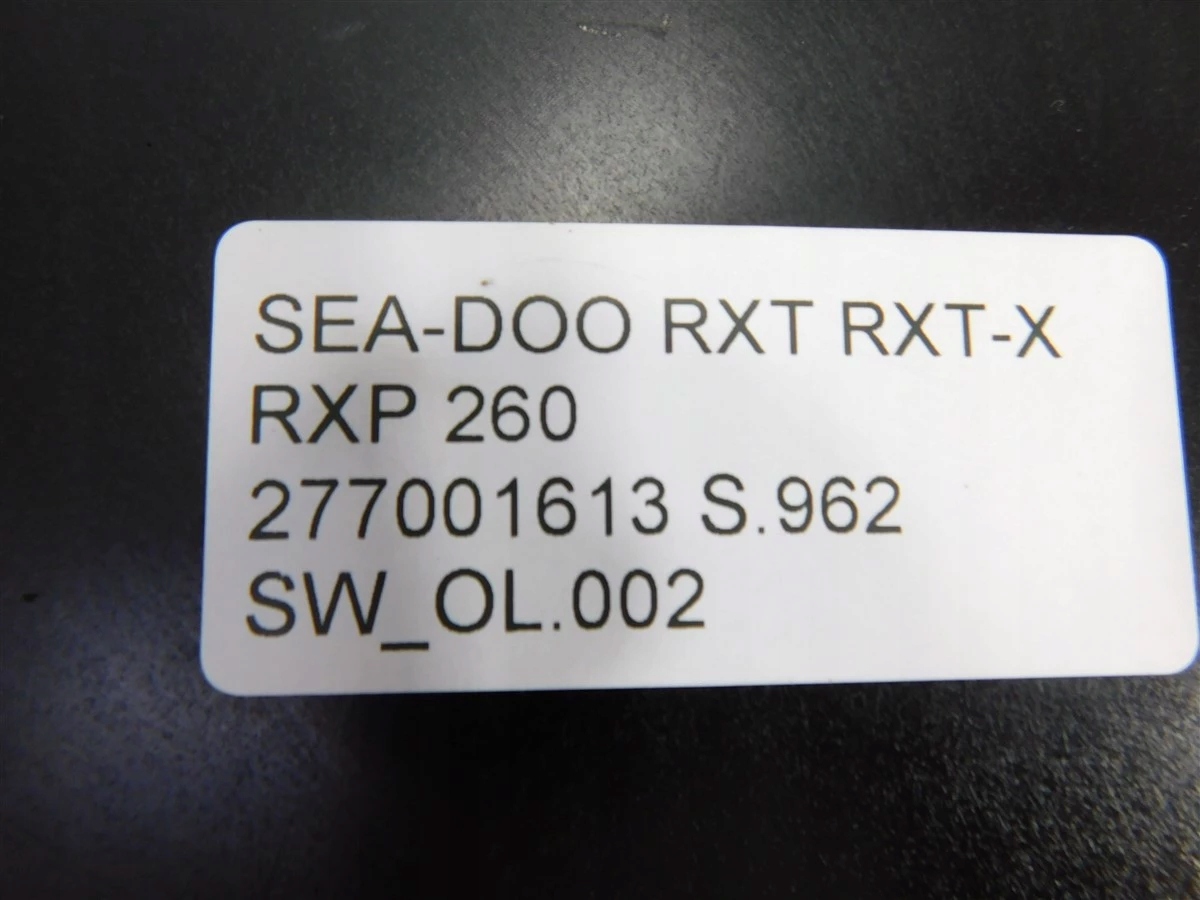 SEA-DOO RXT RXT-X
RXP 260
277001613 S.962
SW_OL.002